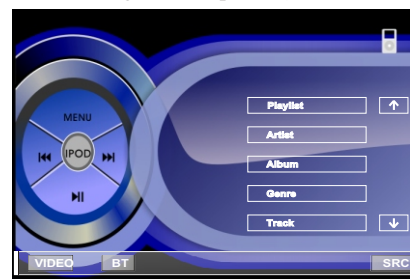 Playlist
MENU
Artist
IPOD
Album
Genre
Track
VIDEO BT SRC